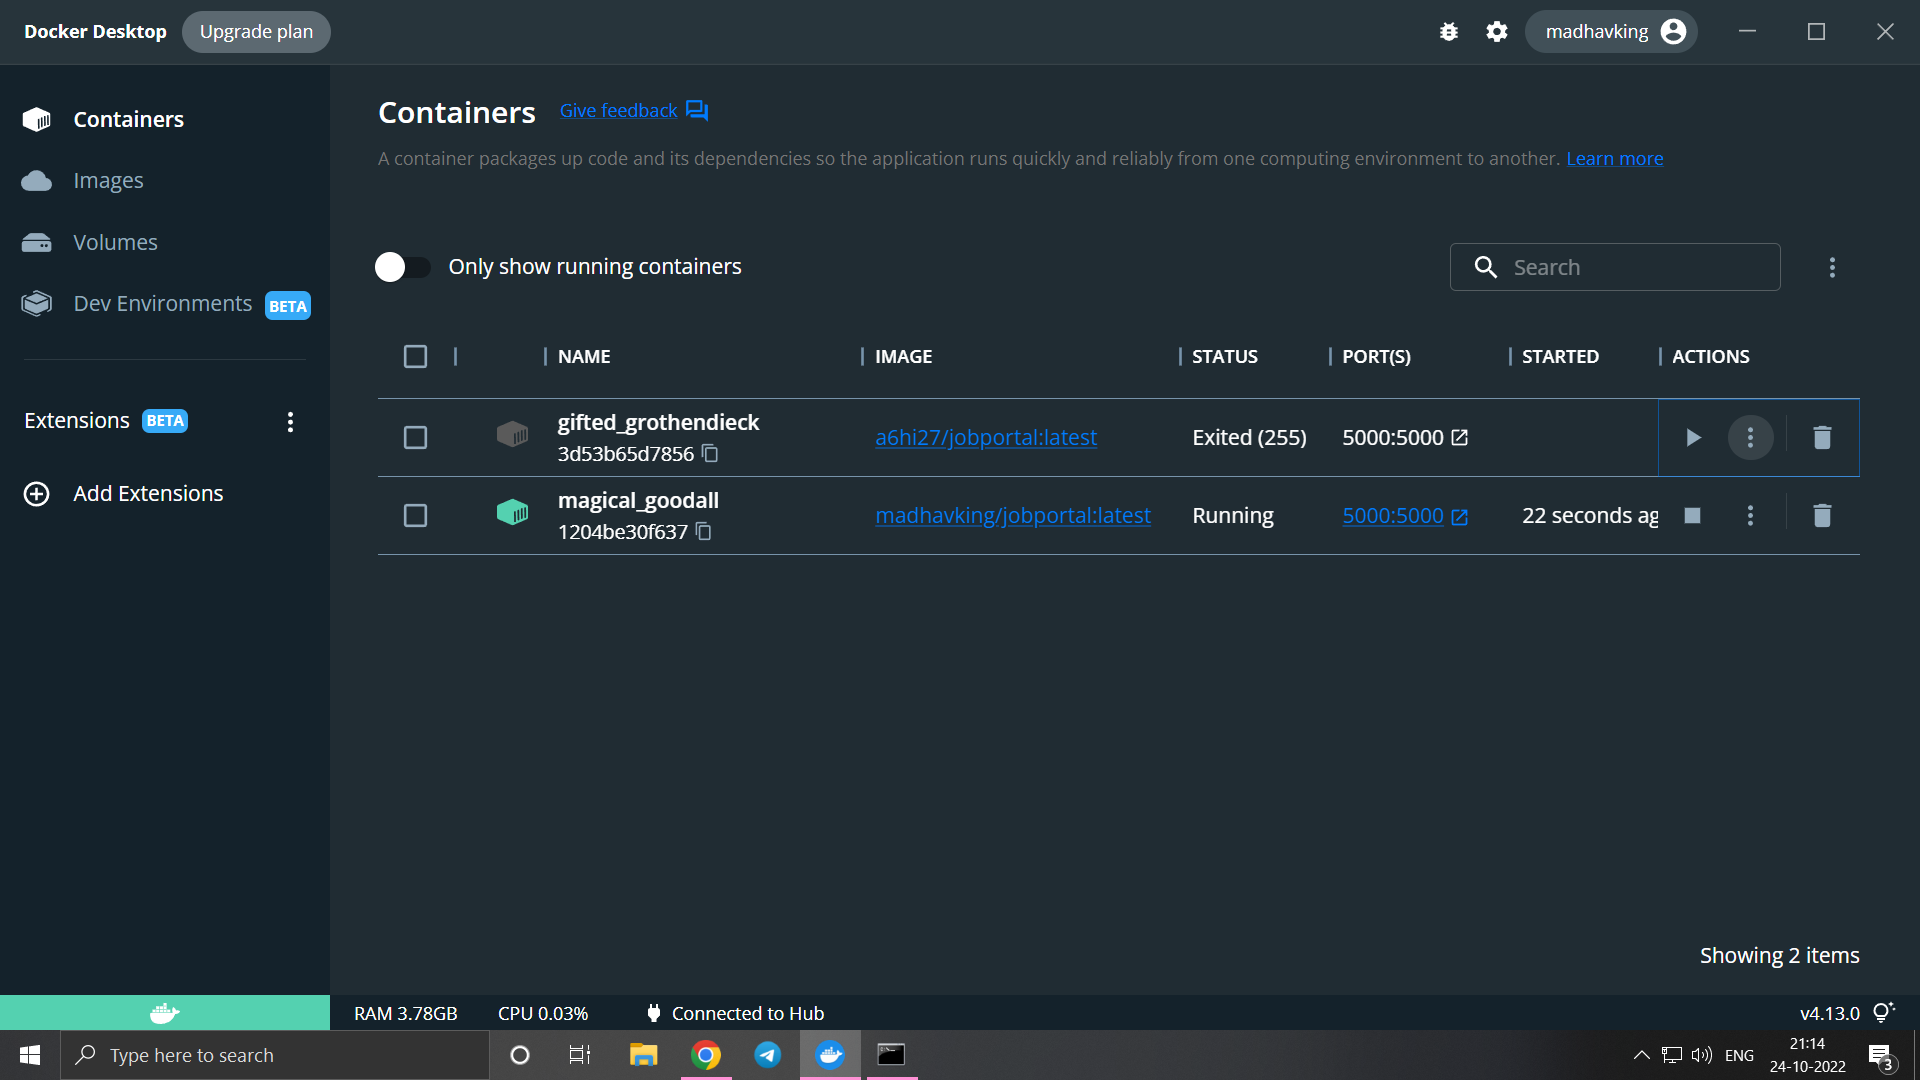 Docker Desktop Upgrade plan madhavking
Containers
Images
Volumes
Dev Environments BETA
Extensions BETA
Add Extensions
Containers Give feedback
A container packages up code and its dependencies so the application runs quickly and reliably from one computing environment to another. Learn more
Only show running containers Search
NAME IMAGE STATUS PORT(S) STARTED ACTIONS
gifted_grothendieck
3d53b65d7856 a6hi27/jobportal:latest Exited (255) 5000:5000
magical_goodall
1204be30f637 madhavking/jobportal:latest Running 5000:5000 22 seconds ag
Showing 2 items
RAM 3.78GB CPU 0.03% Connected to Hub v4.13.0
Type here to search ENG 21:14
24-10-2022 3